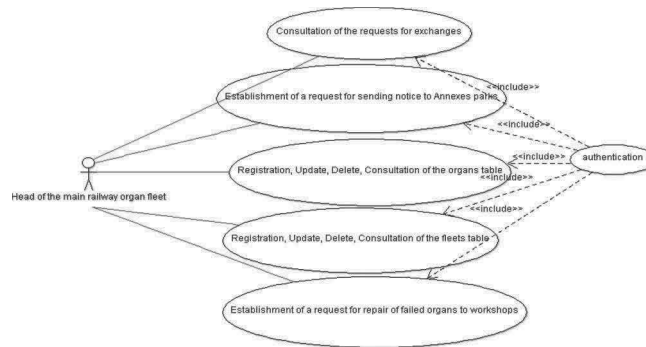 Consultation of the requests for exchanges
<<include>>
Establishment of a request for sending notice to Annexes parks
<<include>>
authentication
<<include>>
Registration, Update, Delete, Consultation of the organs table
<<include>>
Head of the main railway organ fleet
<<include>>
Registration, Update, Delete, Consultation of the fleets table
Establishment of a request for repair of failed organs to workshops